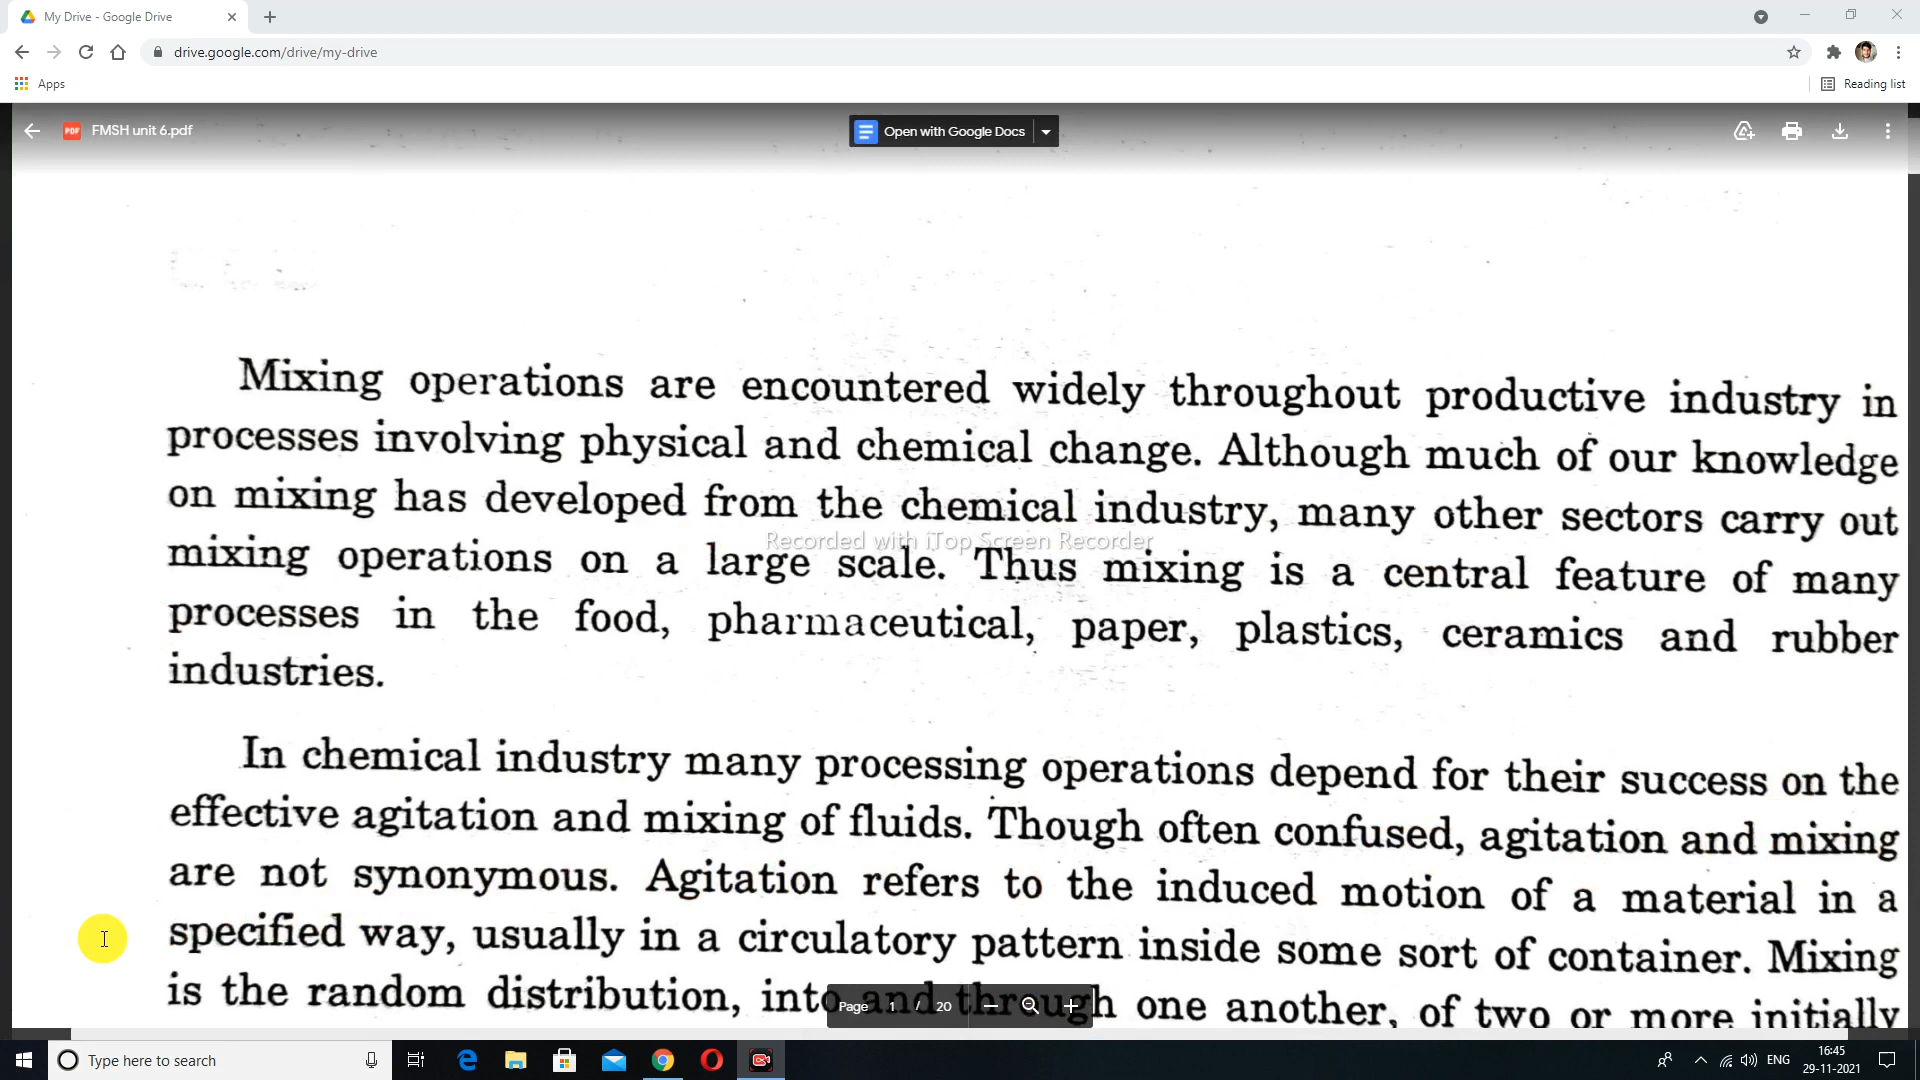 My Drive - Google Drive
drive.google.com/drive/my-drive
Apps
Reading list
PDF FMSH unit 6.pdf
Open with Google Docs
Mixing operations are encountered widely throughout productive industry in
processes involving physical and chemical change. Although much of our knowledge
on mixing has developed from the chemical industry, many other sectors carry out
Recorded with iTop Screen Recorder
mixing operations on a large scale. Thus mixing is a central feature of many
processes in the food, pharmaceutical, paper, plastics, ceramics and rubber
industries.
In chemical industry many processing operations depend for their success on the
effective agitation and mixing of fluids. Though often confused, agitation and mixing
are not synonymous. Agitation refers to the induced motion of a material in a
specified way, usually in a circulatory pattern inside some sort of container. Mixing
is the random distribution, into and through one another, of two or more initially
Page 1 / 20
Type here to search
ENG
16:45
29-11-2021